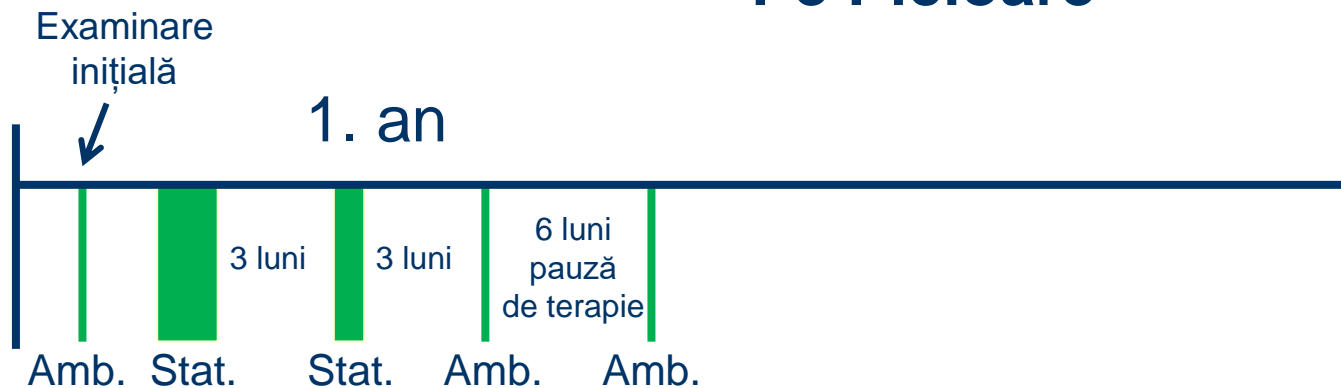 Examinare
inițială
1. an
3 luni
3 luni
6 luni
pauză
de terapie
Amb. Stat. Stat. Amb. Amb.